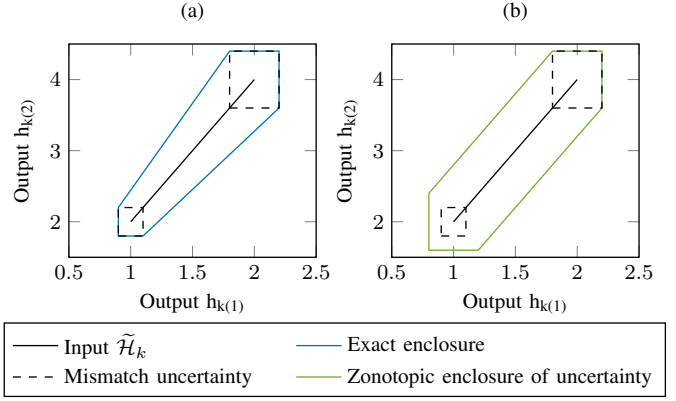 (a)
(b)
4
3
2
0.5 1 1.5 2 2.5
Output h_k(1)
Output h_k(2)
4
3
2
0.5 1 1.5 2 2.5
Output h_k(1)
Output h_k(2)
Input $\widetilde{\mathcal{H}}_k$
Exact enclosure
Mismatch uncertainty
Zonotopic enclosure of uncertainty